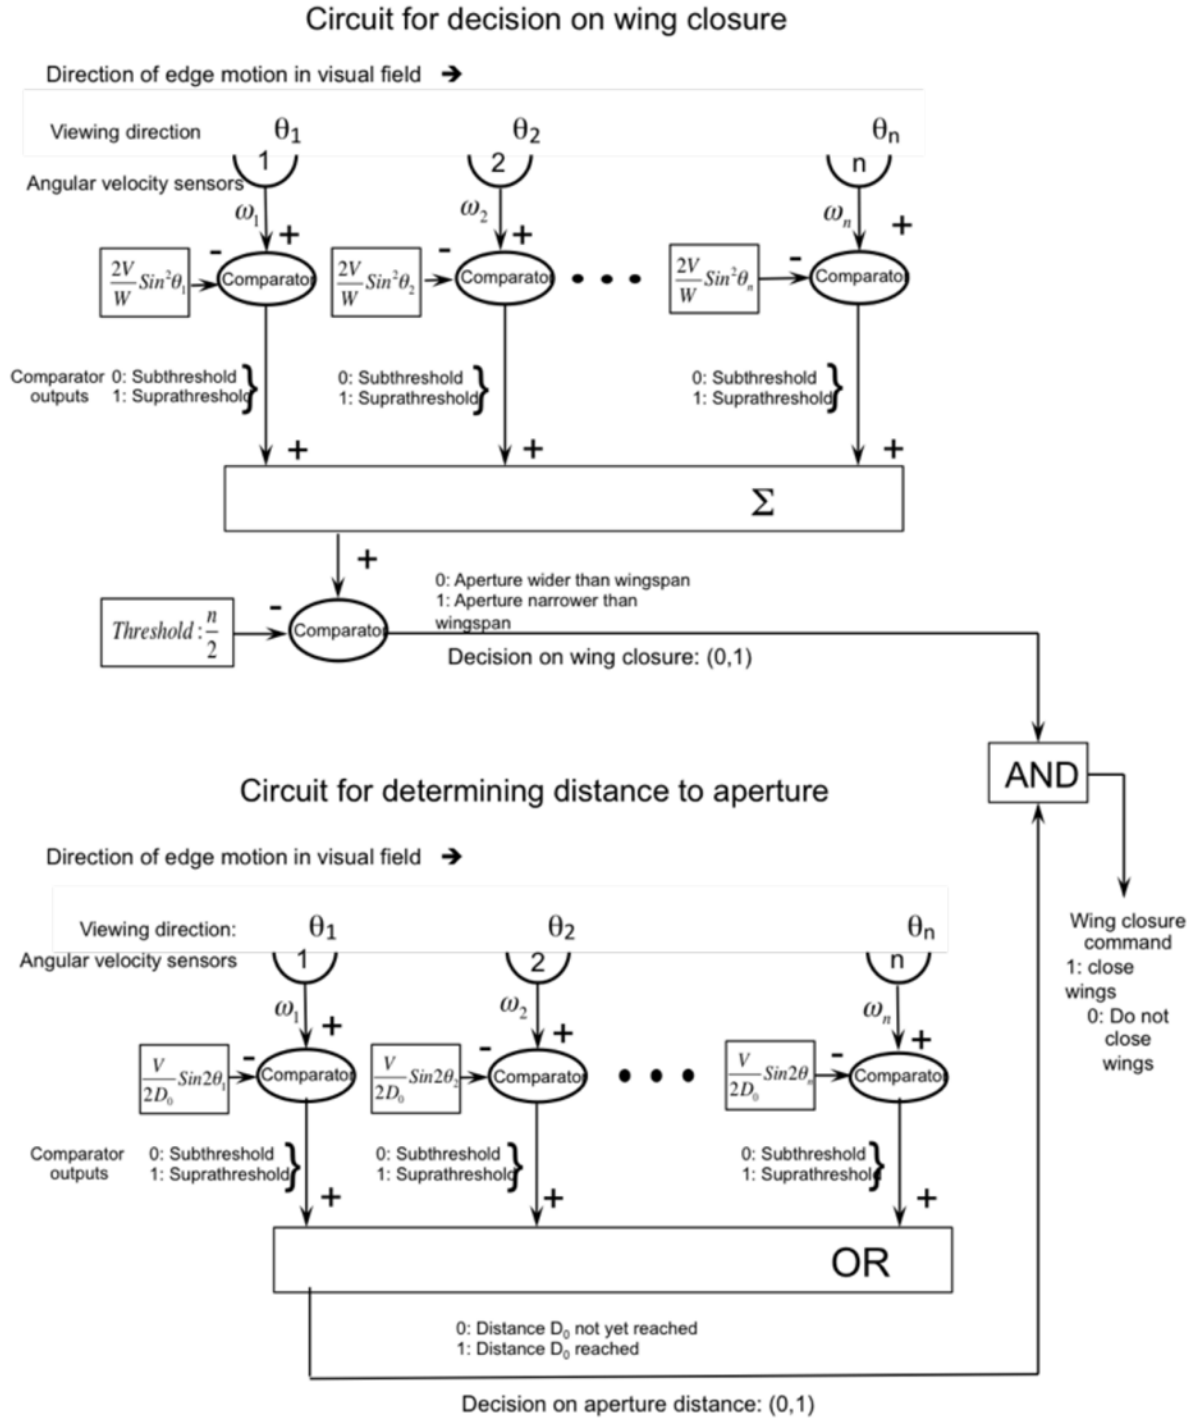 Circuit for decision on wing closure
Direction of edge motion in visual field ➔
Viewing direction θ1 θ2 θn
1 2 n
Angular velocity sensors
ω1 + ω2 + ωn +
- - -
2V/W Sin²θ1 Comparator 2V/W Sin²θ2 Comparato • • • 2V/W Sin²θn Comparato
Comparator 0: Subthreshold } 0: Subthreshold } 0: Subthreshold }
outputs 1: Suprathreshold 1: Suprathreshold 1: Suprathreshold
+ + +
Σ
+
0: Aperture wider than wingspan
1: Aperture narrower than
wingspan
-
Threshold : n/2 Comparator
Decision on wing closure: (0,1)
AND
Circuit for determining distance to aperture
Direction of edge motion in visual field ➔
Viewing direction: θ1 θ2 θn
Angular velocity sensors 1 2 n
ω1 + ω2 + ωn +
- - -
V/2D0 Sin2θ1 Comparator V/2D0 Sin2θ2 Comparator • • • V/2D0 Sin2θn Comparato
Comparator 0: Subthreshold } 0: Subthreshold } 0: Subthreshold }
outputs 1: Suprathreshold 1: Suprathreshold 1: Suprathreshold
+ + +
OR
0: Distance D0 not yet reached
1: Distance D0 reached
Decision on aperture distance: (0,1)
Wing closure
command
1: close
wings
0: Do not
close
wings